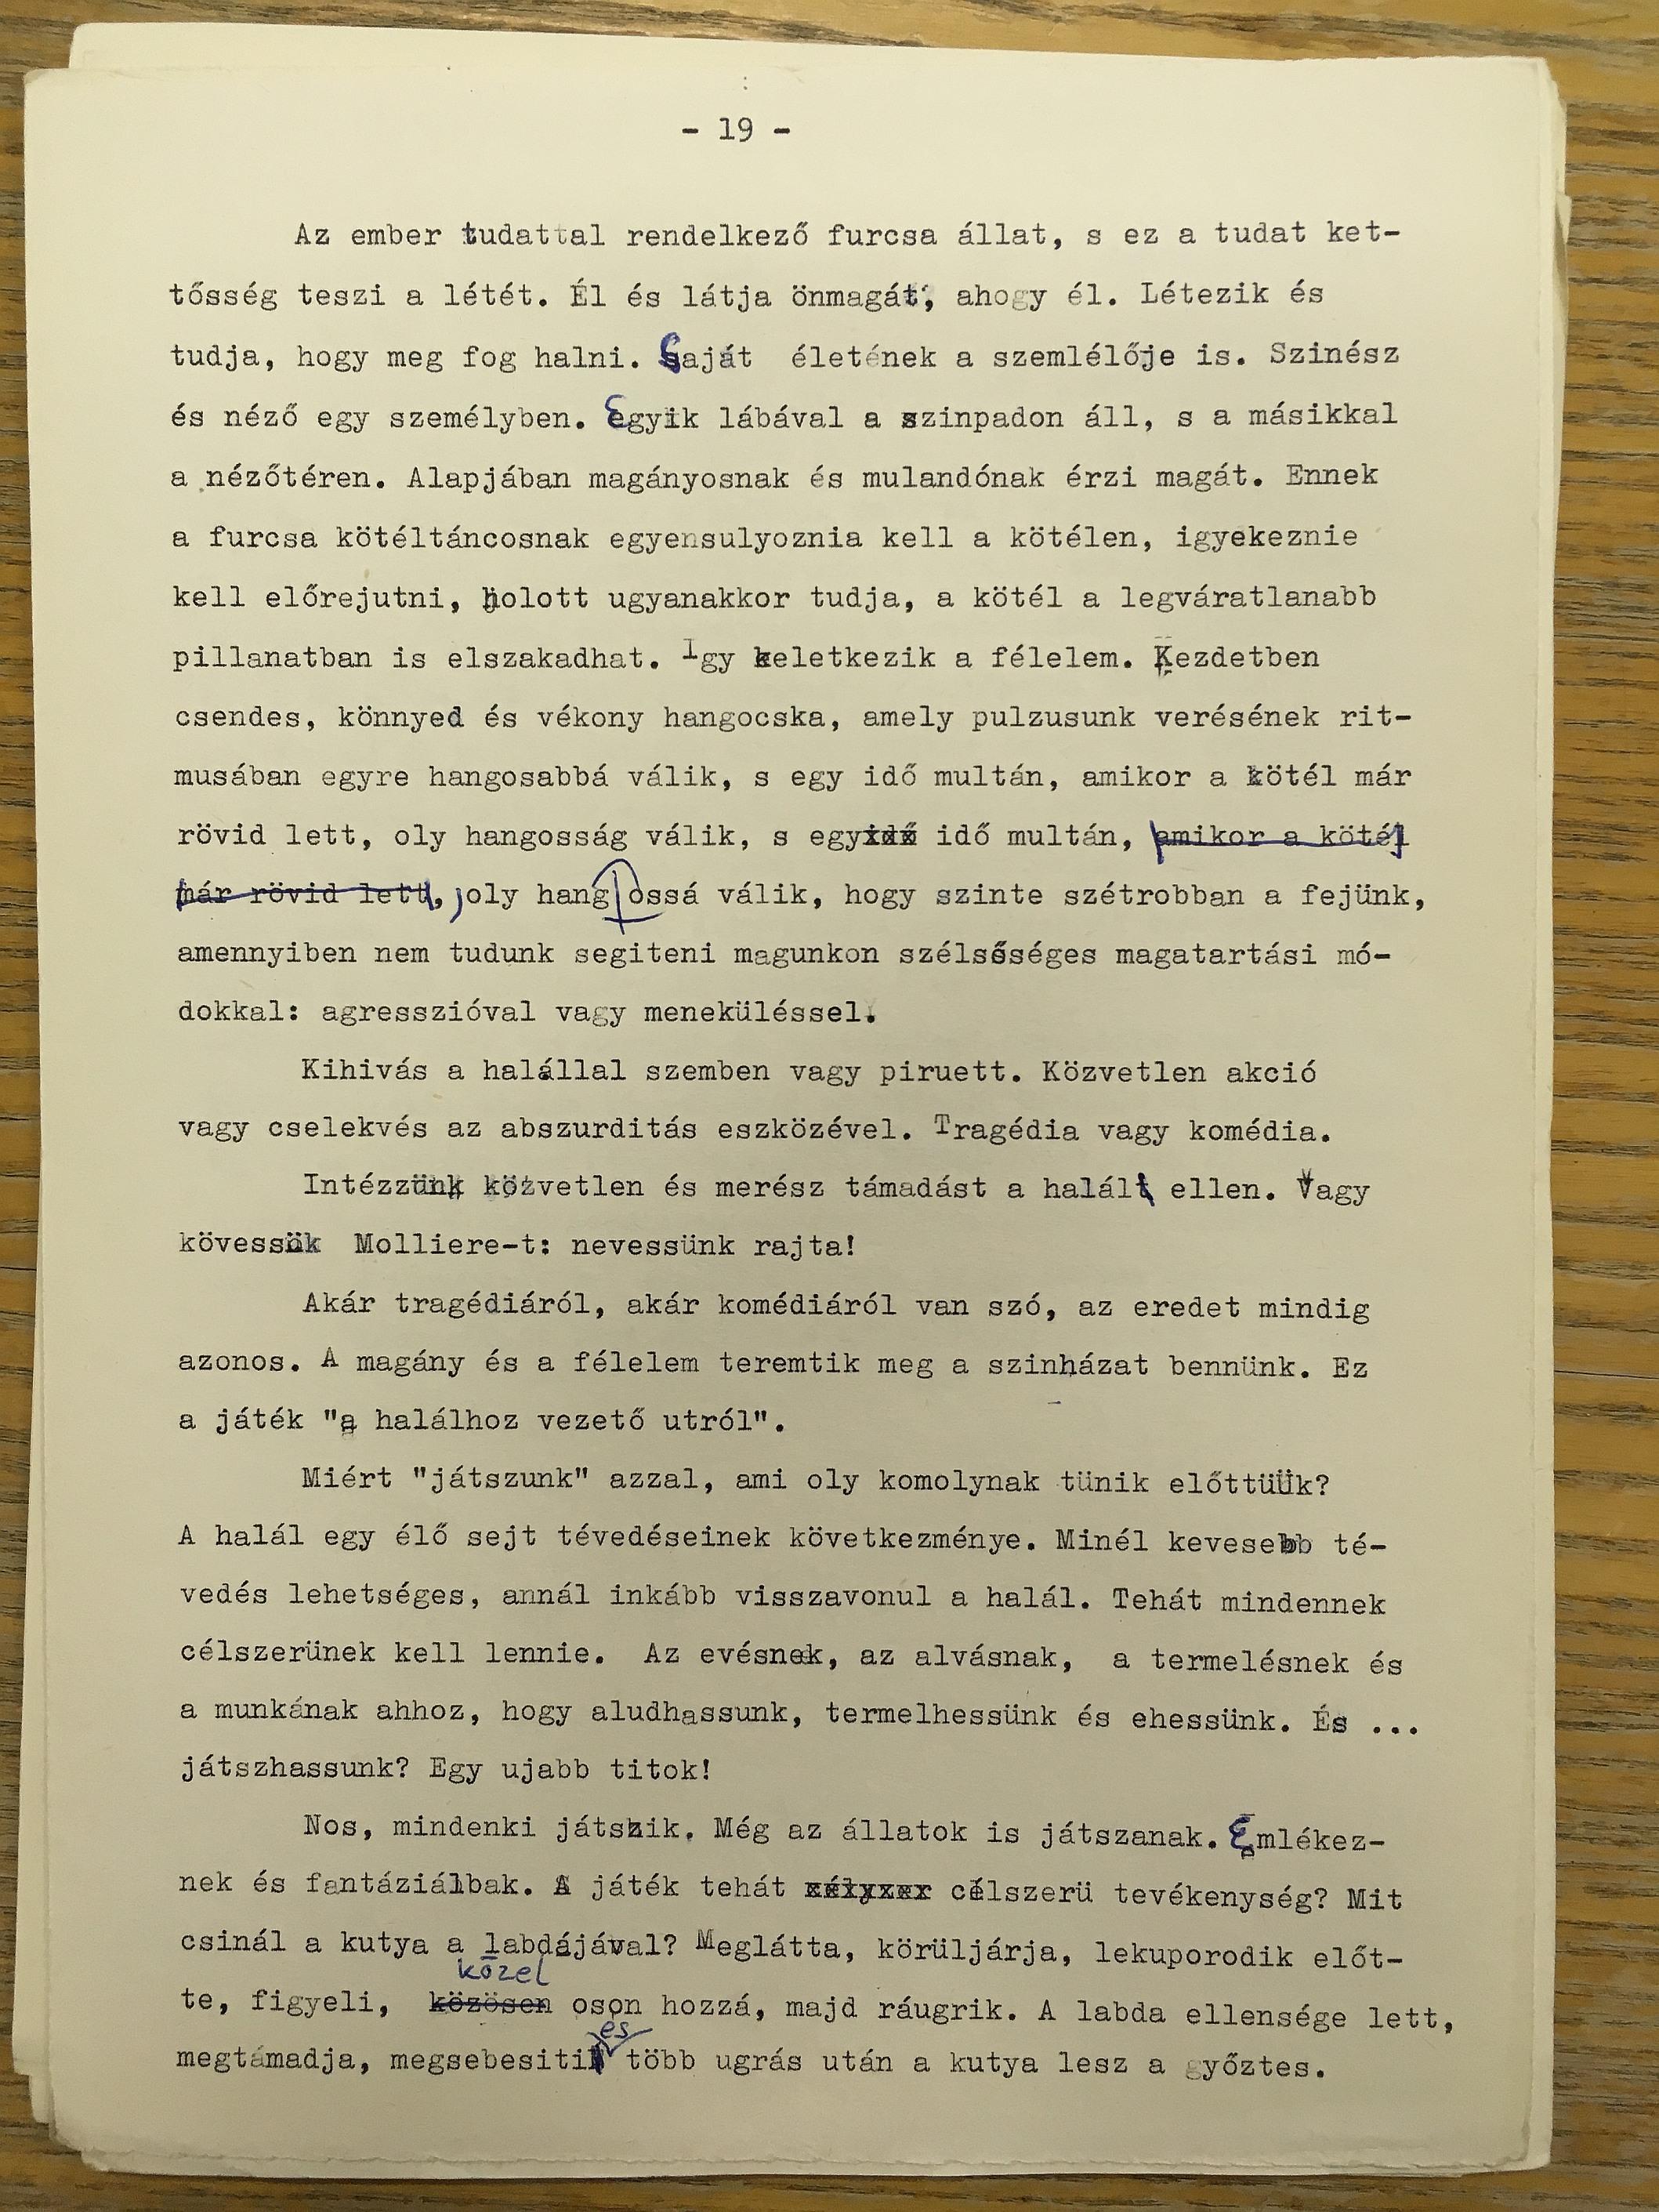 - 19 -
Az ember tudattal rendelkező furcsa állat, s ez a tudat ket-
tősség teszi a létét. Él és látja önmagát, ahogy él. Létezik és
tudja, hogy meg fog halni. Saját életének a szemlélője is. Szinész
és néző egy személyben. Egyik lábával a szinpadon áll, s a másikkal
a nézőtéren. Alapjában magányosnak és mulandónak érzi magát. Ennek
a furcsa kötéltáncosnak egyensulyoznia kell a kötélen, igyekeznie
kell előrejutni, holott ugyanakkor tudja, a kötél a legváratlanabb
pillanatban is elszakadhat. Igy keletkezik a félelem. Kezdetben
csendes, könnyed és vékony hangocska, amely pulzusunk verésének rit-
musában egyre hangosabbá válik, s egy idő multán, amikor a kötél már
rövid lett, oly hangosság válik, s egyidő idő multán, amikor a kötél
már rövid lett, oly hangossá válik, hogy szinte szétrobban a fejünk,
amennyiben nem tudunk segiteni magunkon szélsőséges magatartási mó-
dokkal: agresszióval vagy meneküléssel.
Kihivás a halállal szemben vagy piruett. Közvetlen akció
vagy cselekvés az abszurditás eszközével. Tragédia vagy komédia.
Intézzünk közvetlen és merész támadást a halál ellen. Vagy
kövessük Molliere-t: nevessünk rajta!
Akár tragédiáról, akár komédiáról van szó, az eredet mindig
azonos. A magány és a félelem teremtik meg a szinházat bennünk. Ez
a játék "a halálhoz vezető utról".
Miért "játszunk" azzal, ami oly komolynak tünik előttüük?
A halál egy élő sejt tévedéseinek következménye. Minél kevesebb té-
vedés lehetséges, annál inkább visszavonul a halál. Tehát mindennek
célszerünek kell lennie. Az evésnek, az alvásnak, a termelésnek és
a munkának ahhoz, hogy aludhassunk, termelhessünk és ehessünk. És ...
játszhassunk? Egy ujabb titok!
Nos, mindenki játszik. Még az állatok is játszanak. Emlékez-
nek és fantáziálbak. A játék tehát célszerü tevékenység? Mit
csinál a kutya a labdájával? Meglátta, körüljárja, lekuporodik előt-
közel
te, figyeli, közösen oson hozzá, majd ráugrik. A labda ellensége lett,
és
megtámadja, megsebesiti több ugrás után a kutya lesz a győztes.